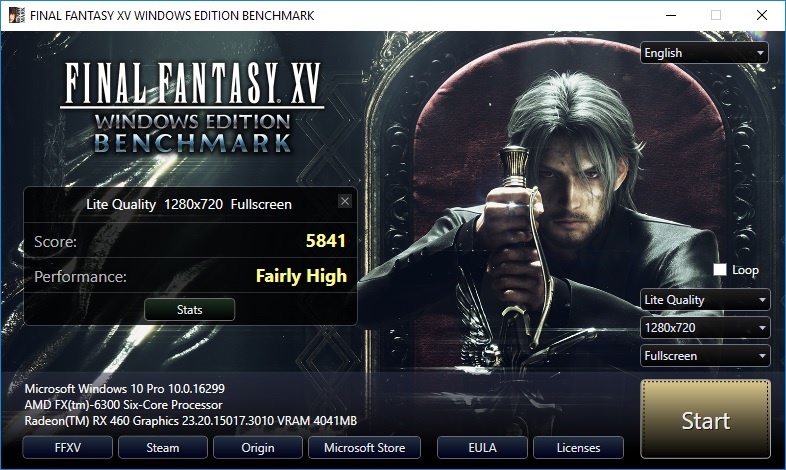 FINAL FANTASY XV WINDOWS EDITION BENCHMARK
English
FINAL FANTASY XV
WINDOWS EDITION
BENCHMARK
Lite Quality 1280x720 Fullscreen
Score: 5841
Performance: Fairly High
Stats
Loop
Lite Quality
1280x720
Fullscreen
Microsoft Windows 10 Pro 10.0.16299
AMD FX(tm)-6300 Six-Core Processor
Radeon(TM) RX 460 Graphics 23.20.15017.3010 VRAM 4041MB
Start
FFXV Steam Origin Microsoft Store EULA Licenses